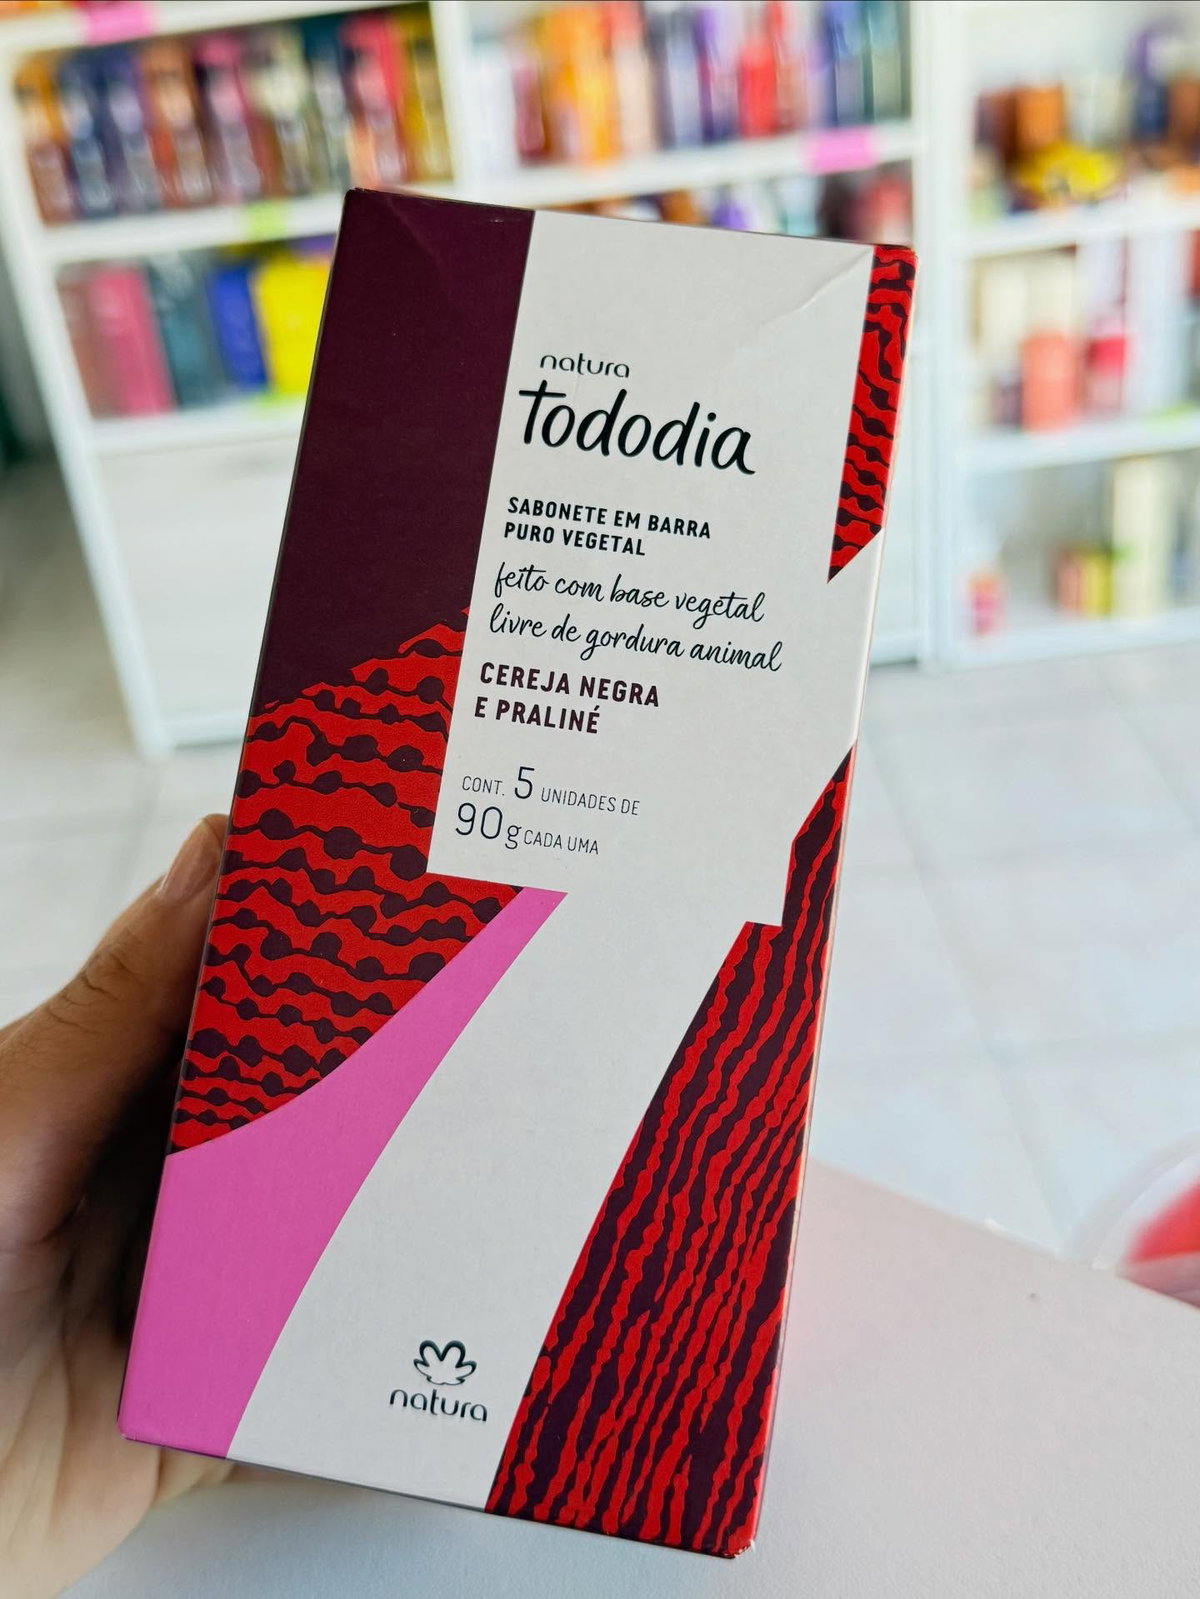 natura
Tododia
SABONETE EM BARRA
PURO VEGETAL
feito com base vegetal
livre de gordura animal
CEREJA NEGRA
E PRALINÉ
CONT. 5 UNIDADES DE
90g CADA UMA
natura